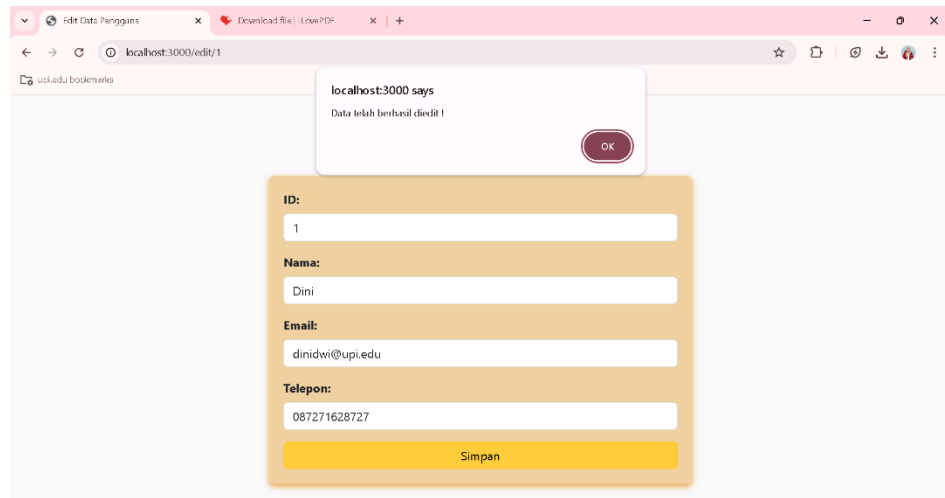 Edit Data Pengguna
Download file | iLovePDF
localhost:3000/edit/1
upi.edu bookmarks
localhost:3000 says
Data telah berhasil diedit !
OK
ID:
1
Nama:
Dini
Email:
dinidwi@upi.edu
Telepon:
087271628727
Simpan